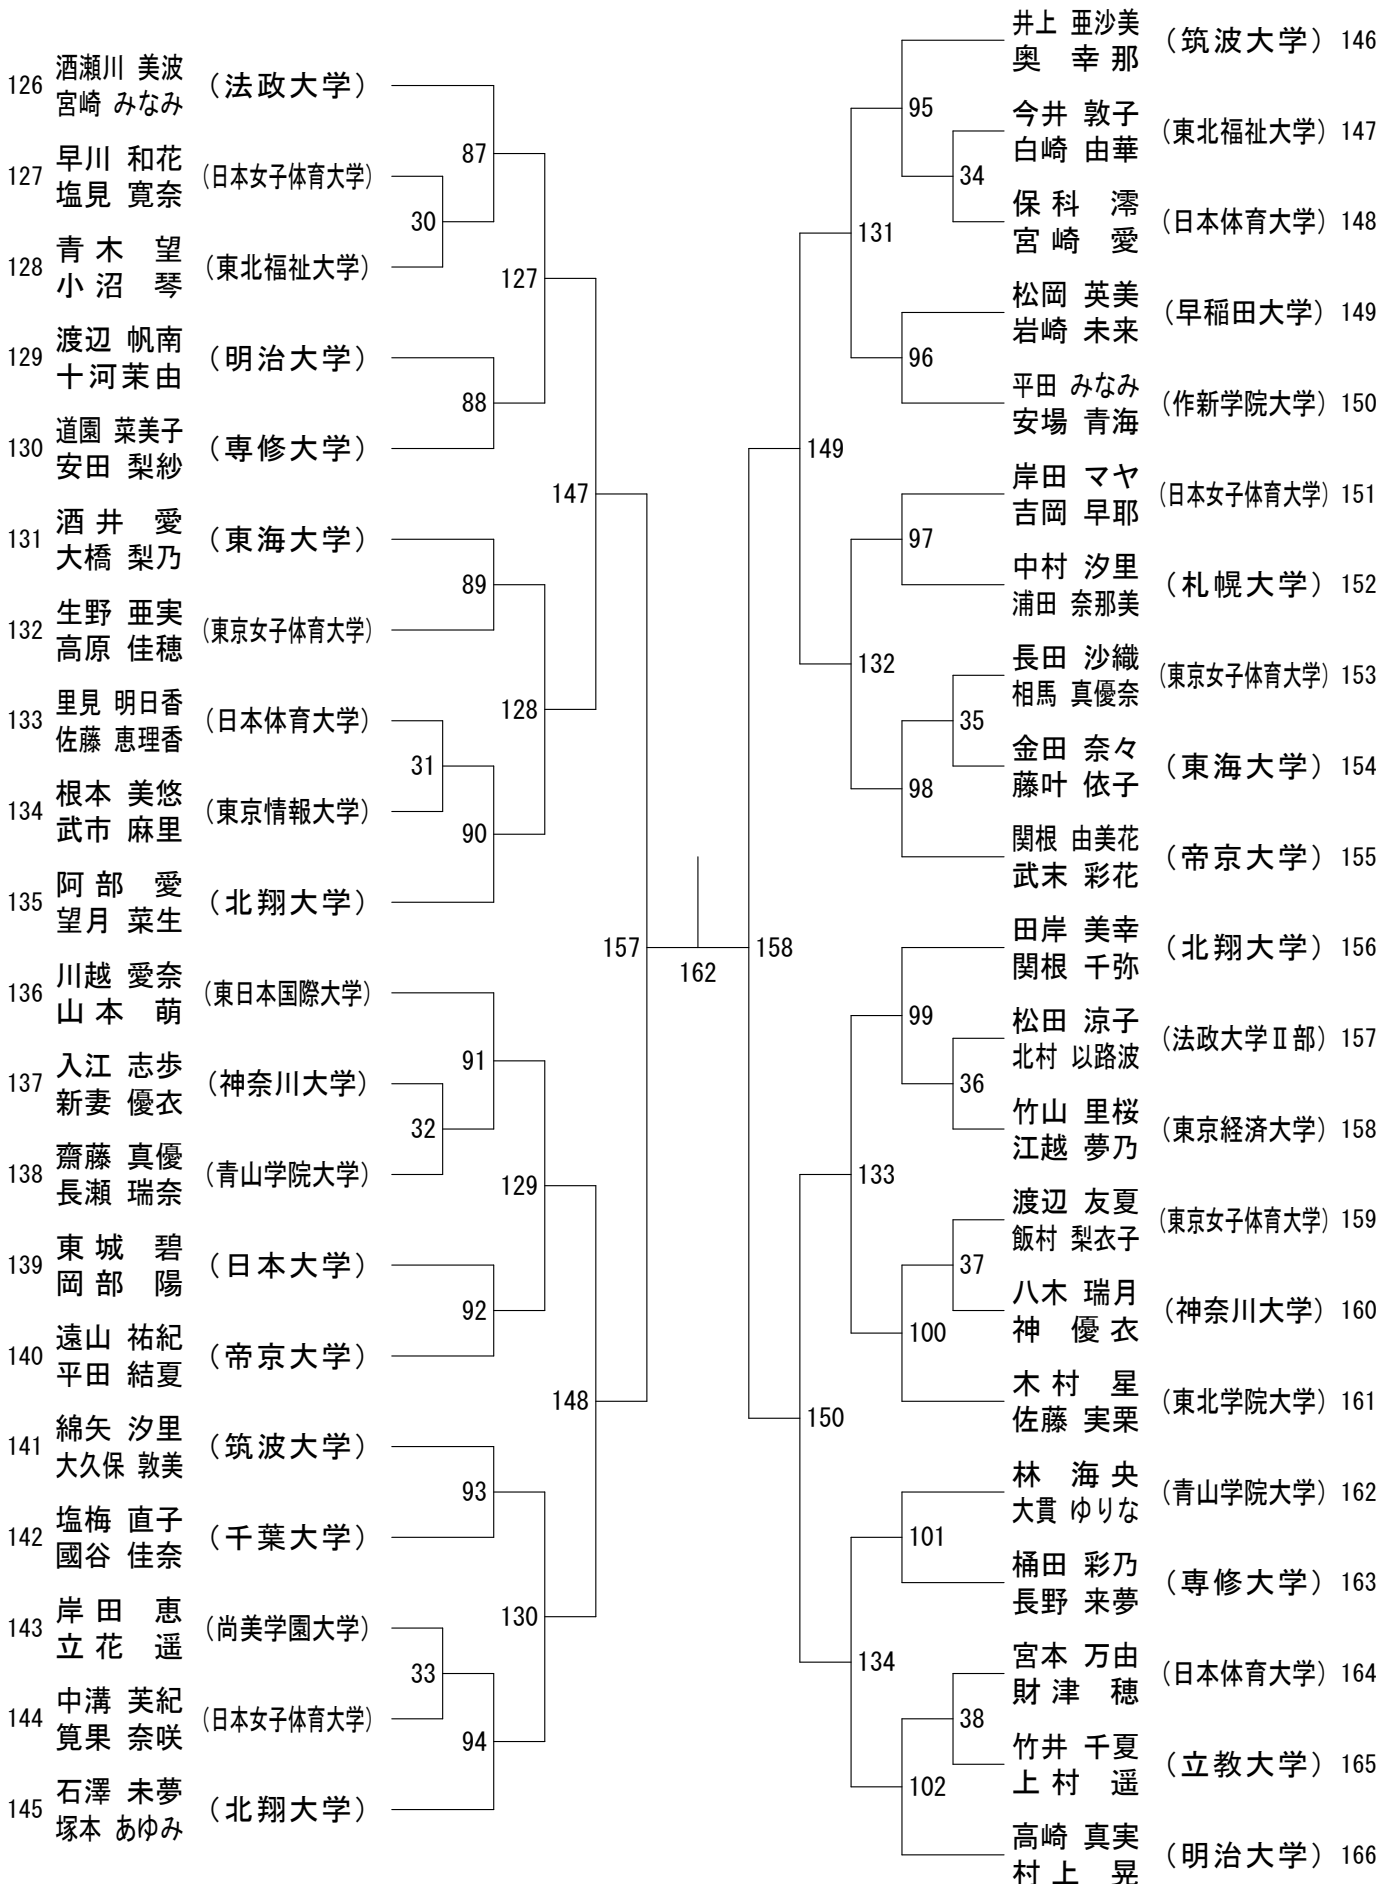 126 酒瀬川 美波 (法政大学)
宮崎 みなみ
127 早川 和花 (日本女子体育大学)
塩見 寛奈
128 青木 望 (東北福祉大学)
小沼 琴
129 渡辺 帆南 (明治大学)
十河茉由
130 道園 菜美子 (専修大学)
安田 梨紗
131 酒井 愛 (東海大学)
大橋 梨乃
132 生野 亜実 (東京女子体育大学)
高原 佳穂
133 里見 明日香 (日本体育大学)
佐藤 恵理香
134 根本 美悠 (東京情報大学)
武市 麻里
135 阿部 愛 (北翔大学)
望月 菜生
136 川越 愛奈 (東日本国際大学)
山本 萌
137 入江 志歩 (神奈川大学)
新妻 優衣
138 齋藤 真優 (青山学院大学)
長瀬 瑞奈
139 東城 碧 (日本大学)
岡部 陽
140 遠山 祐紀 (帝京大学)
平田 結夏
141 綿矢 汐里 (筑波大学)
大久保 敦美
142 塩梅 直子 (千葉大学)
國谷 佳奈
143 岸田 恵 (尚美学園大学)
立花 遥
144 中溝 芙紀 (日本女子体育大学)
筧果 奈咲
145 石澤 未夢 (北翔大学)
塚本 あゆみ
30
31
32
33
87
88
89
90
91
92
93
94
127
128
129
130
147
148
157
162
158
149
150
131
132
133
134
95
96
97
98
99
100
101
102
34
35
36
37
38
井上 亜沙美 (筑波大学) 146
奥 幸那
今井 敦子 (東北福祉大学) 147
白崎 由華
保科 澪 (日本体育大学) 148
宮崎 愛
松岡 英美 (早稲田大学) 149
岩崎 未来
平田 みなみ (作新学院大学) 150
安場 青海
岸田 マヤ (日本女子体育大学) 151
吉岡 早耶
中村 汐里 (札幌大学) 152
浦田 奈那美
長田 沙織 (東京女子体育大学) 153
相馬 真優奈
金田 奈々 (東海大学) 154
藤叶 依子
関根 由美花 (帝京大学) 155
武末 彩花
田岸 美幸 (北翔大学) 156
関根 千弥
松田 涼子 (法政大学Ⅱ部) 157
北村 以路波
竹山 里桜 (東京経済大学) 158
江越 夢乃
渡辺 友夏 (東京女子体育大学) 159
飯村 梨衣子
八木 瑞月 (神奈川大学) 160
神 優衣
木村 星 (東北学院大学) 161
佐藤 実栗
林 海央 (青山学院大学) 162
大貫 ゆりな
桶田 彩乃 (専修大学) 163
長野 来夢
宮本 万由 (日本体育大学) 164
財津 穂
竹井 千夏 (立教大学) 165
上村 遥
高崎 真実 (明治大学) 166
村上 晃